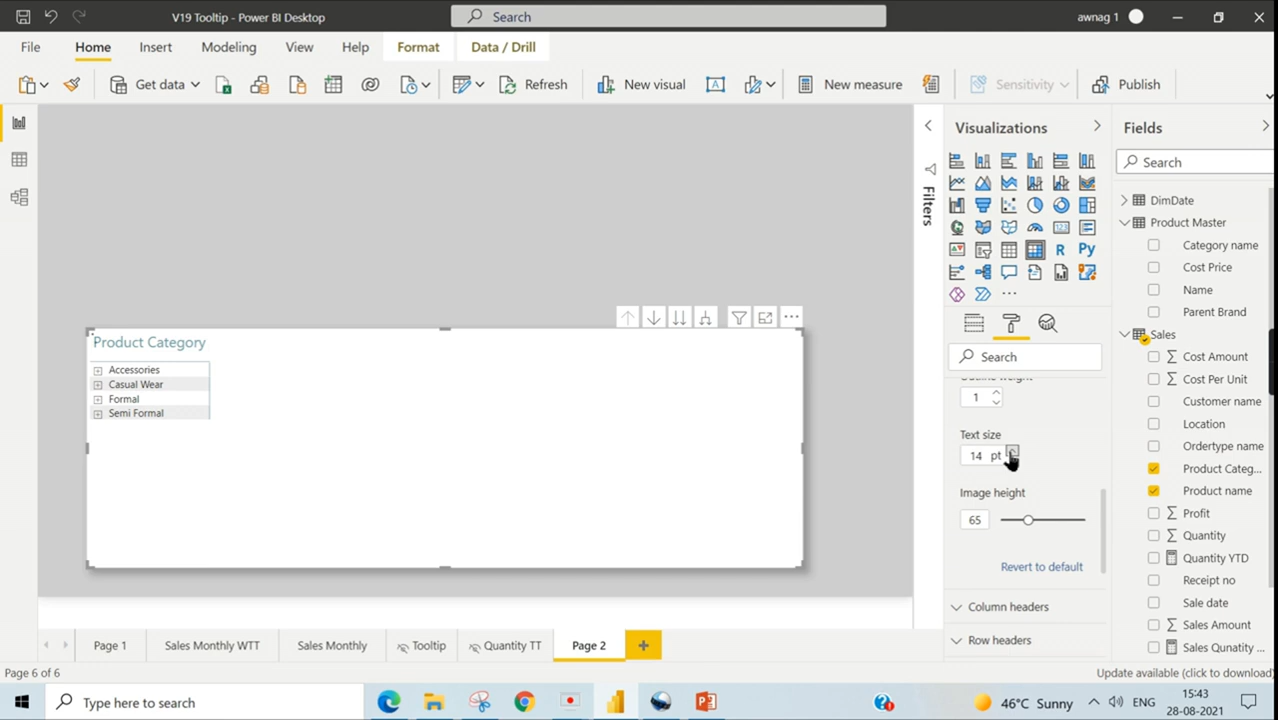 V19 Tooltip - Power BI Desktop
Search
awnag 1
File
Home
Insert
Modeling
View
Help
Format
Data / Drill
Get data
Refresh
New visual
New measure
Sensitivity
Publish
Product Category
Accessories
Casual Wear
Formal
Semi Formal
Filters
Visualizations
R
Py
Search
Outline weight
1
Text size
14 pt
Image height
65
Revert to default
Column headers
Row headers
Fields
Search
DimDate
Product Master
Category name
Cost Price
Name
Parent Brand
Sales
Cost Amount
Cost Per Unit
Customer name
Location
Ordertype name
Product Categ...
Product name
Profit
Quantity
Quantity YTD
Receipt no
Sale date
Sales Amount
Sales Qunatity ...
Page 1
Sales Monthly WTT
Sales Monthly
Tooltip
Quantity TT
Page 2
Page 6 of 6
Update available (click to download)
Type here to search
46°C Sunny
ENG
15:43
28-08-2021